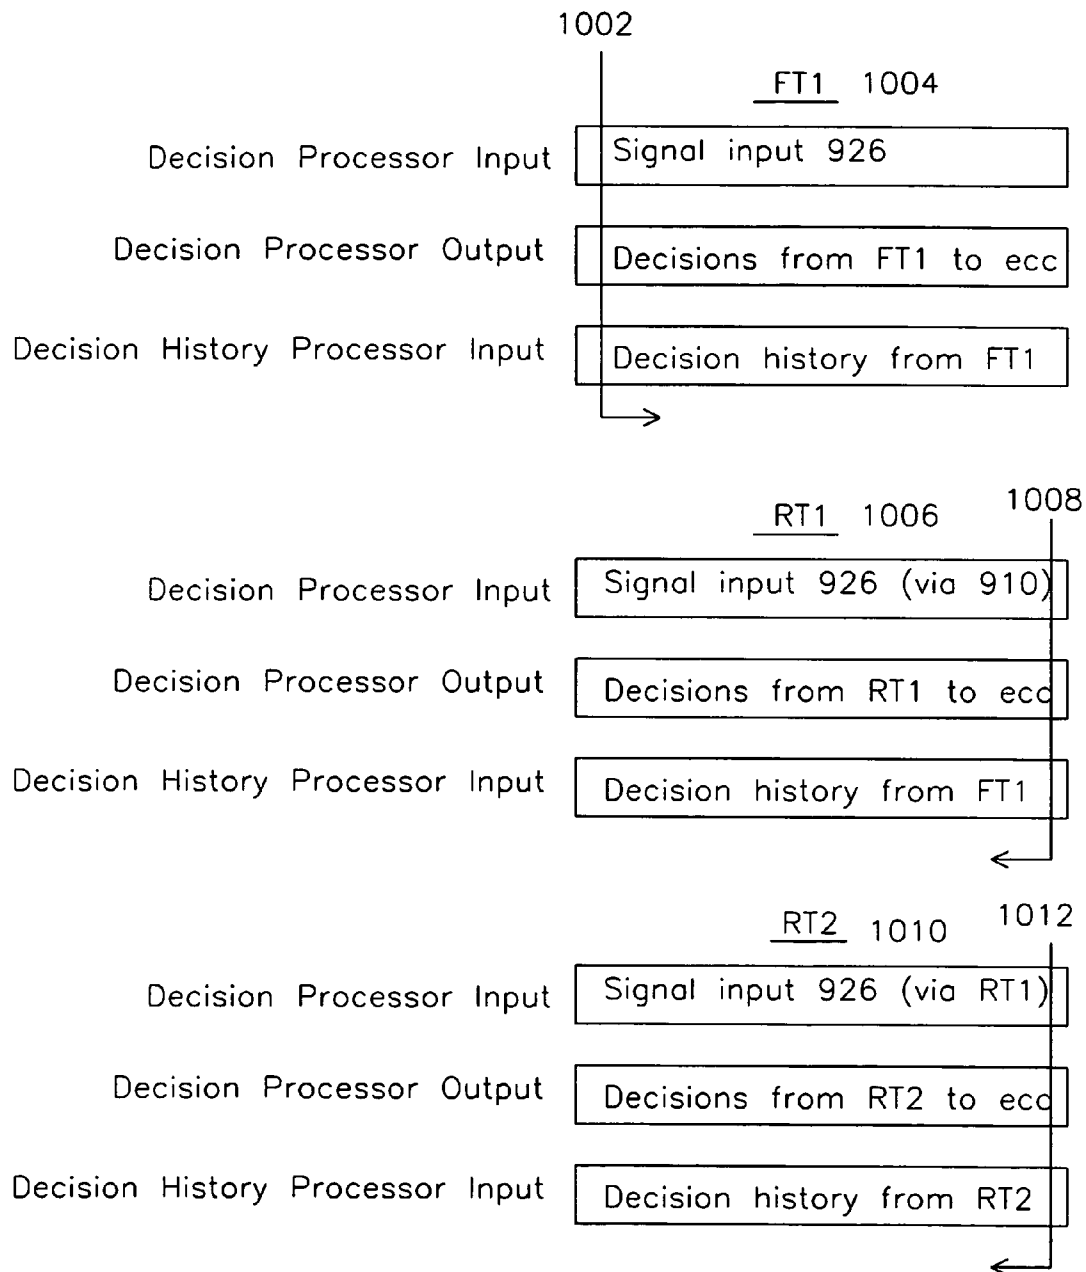 1002
FT1 1004
Decision Processor Input Signal input 926
Decision Processor Output Decisions from FT1 to ecc
Decision History Processor Input Decision history from FT1
RT1 1006 1008
Decision Processor Input Signal input 926 (via 910)
Decision Processor Output Decisions from RT1 to ecc
Decision History Processor Input Decision history from FT1
RT2 1010 1012
Decision Processor Input Signal input 926 (via RT1)
Decision Processor Output Decisions from RT2 to ecc
Decision History Processor Input Decision history from RT2